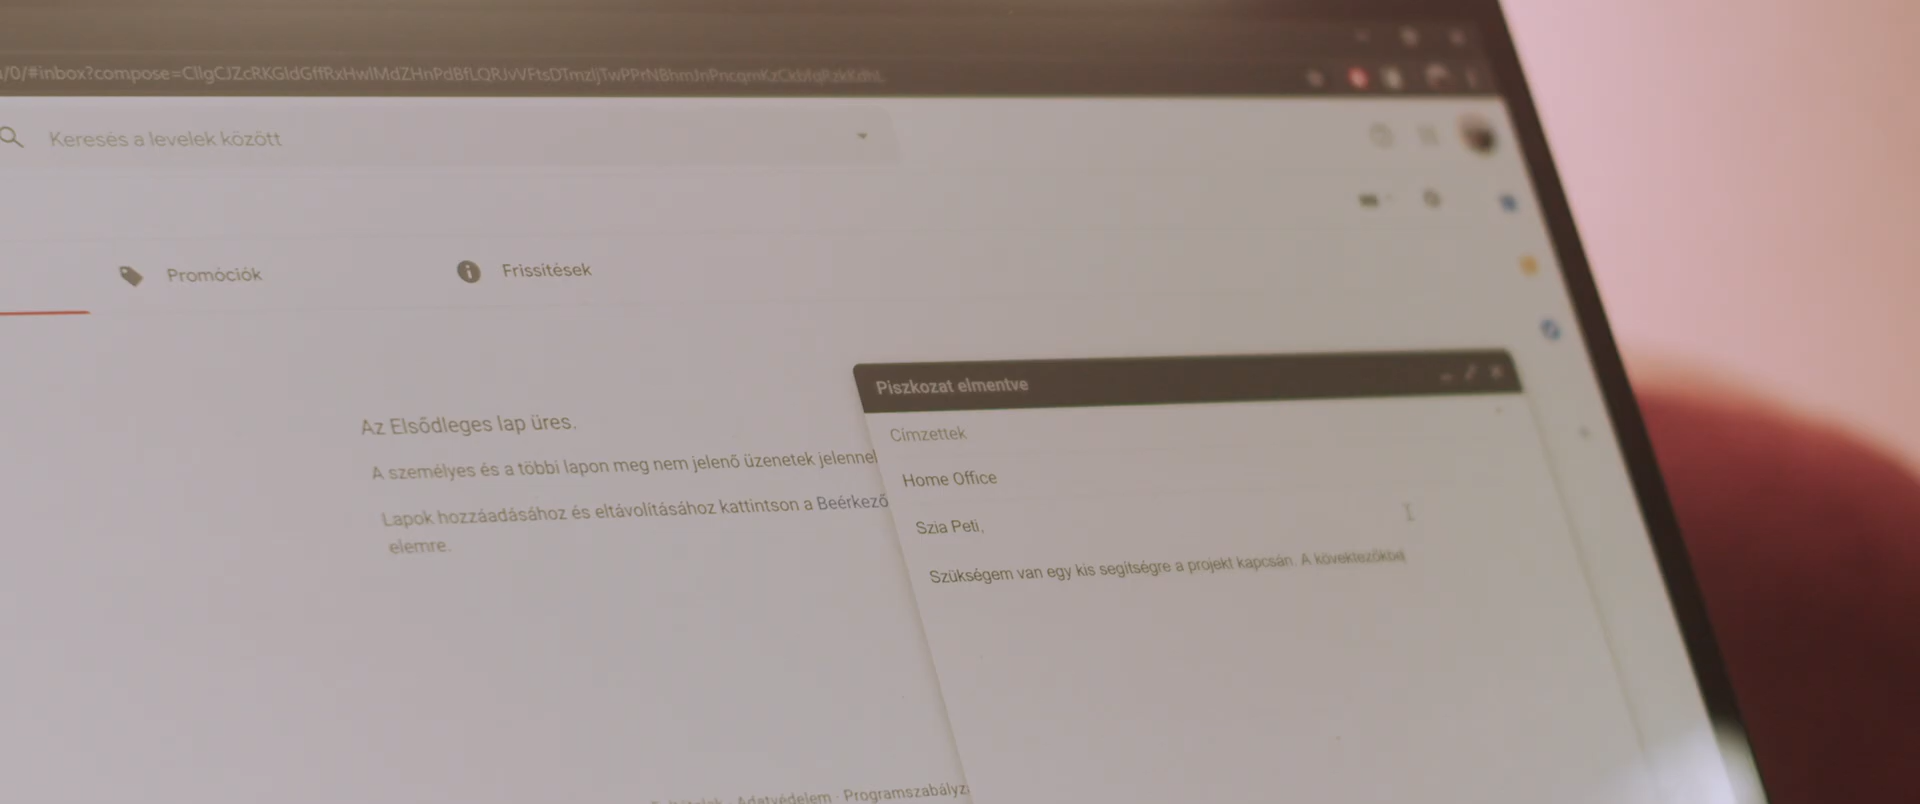 Keresés a levelek között
Promóciók
Frissítések
Piszkozat elmentve
Az Elsődleges lap üres.
Címzettek
A személyes és a többi lapon meg nem jelenő üzenetek jelennek
Home Office
Lapok hozzáadásához és eltávolításához kattintson a Beérkező
elemre.
Szia Peti,
Szükségem van egy kis segítségre a projekt kapcsán. A
Adatvédelem · Programszabályz